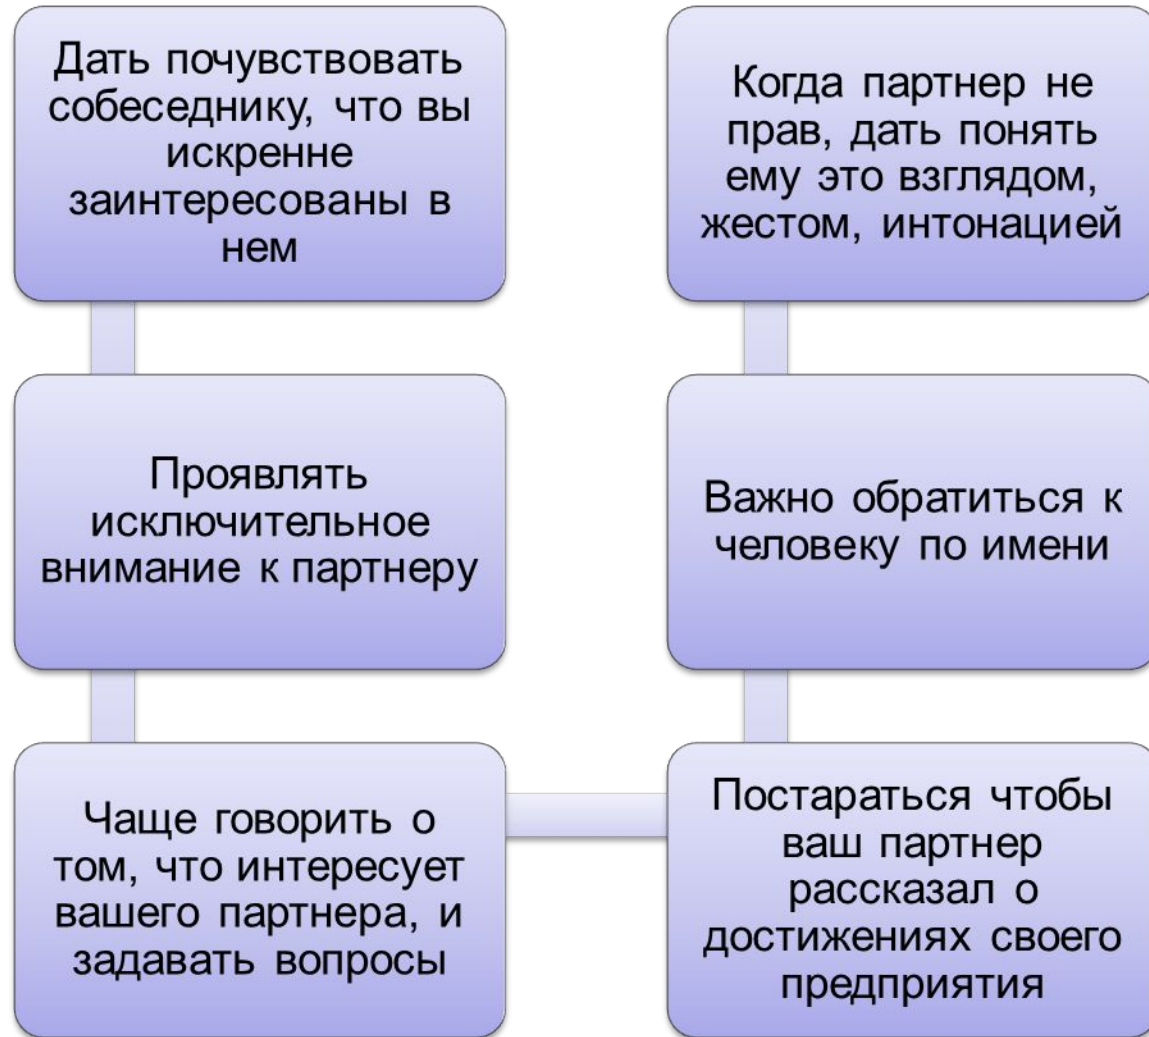 Дать почувствовать
собеседнику, что вы
искренне
заинтересованы в
нем
Проявлять
исключительное
внимание к партнеру
Чаще говорить о
том, что интересует
вашего партнера, и
задавать вопросы
Постараться чтобы
ваш партнер
рассказал о
достижениях своего
предприятия
Важно обратиться к
человеку по имени
Когда партнер не
прав, дать понять
ему это взглядом,
жестом, интонацией